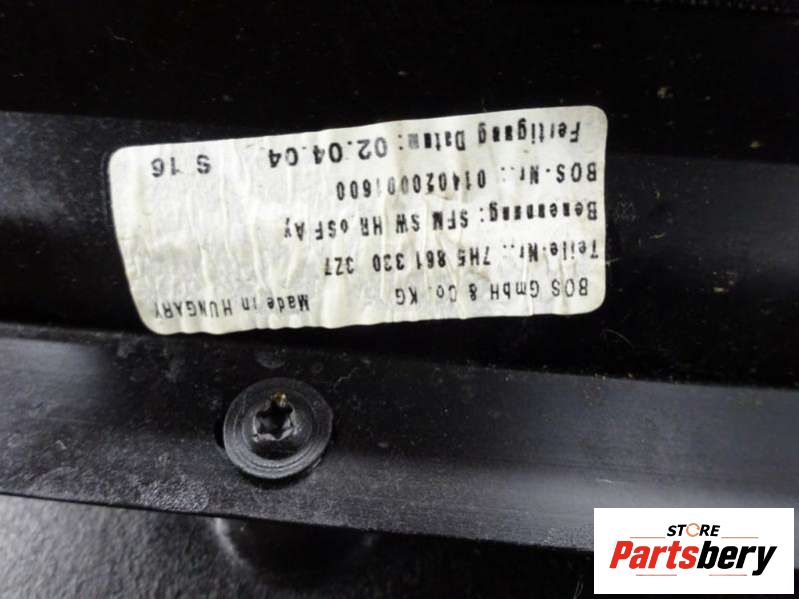 BOS GmbH & Co. KG Made in HUNGARY
Teile.Nr.: 7H5 861 330 3Z7
Benennung: SFM SW HR oSF Ay
BOS.Nr.: 014020001600
Fertigung Datum: 02.04.04 S 16
STORE
Partsbery